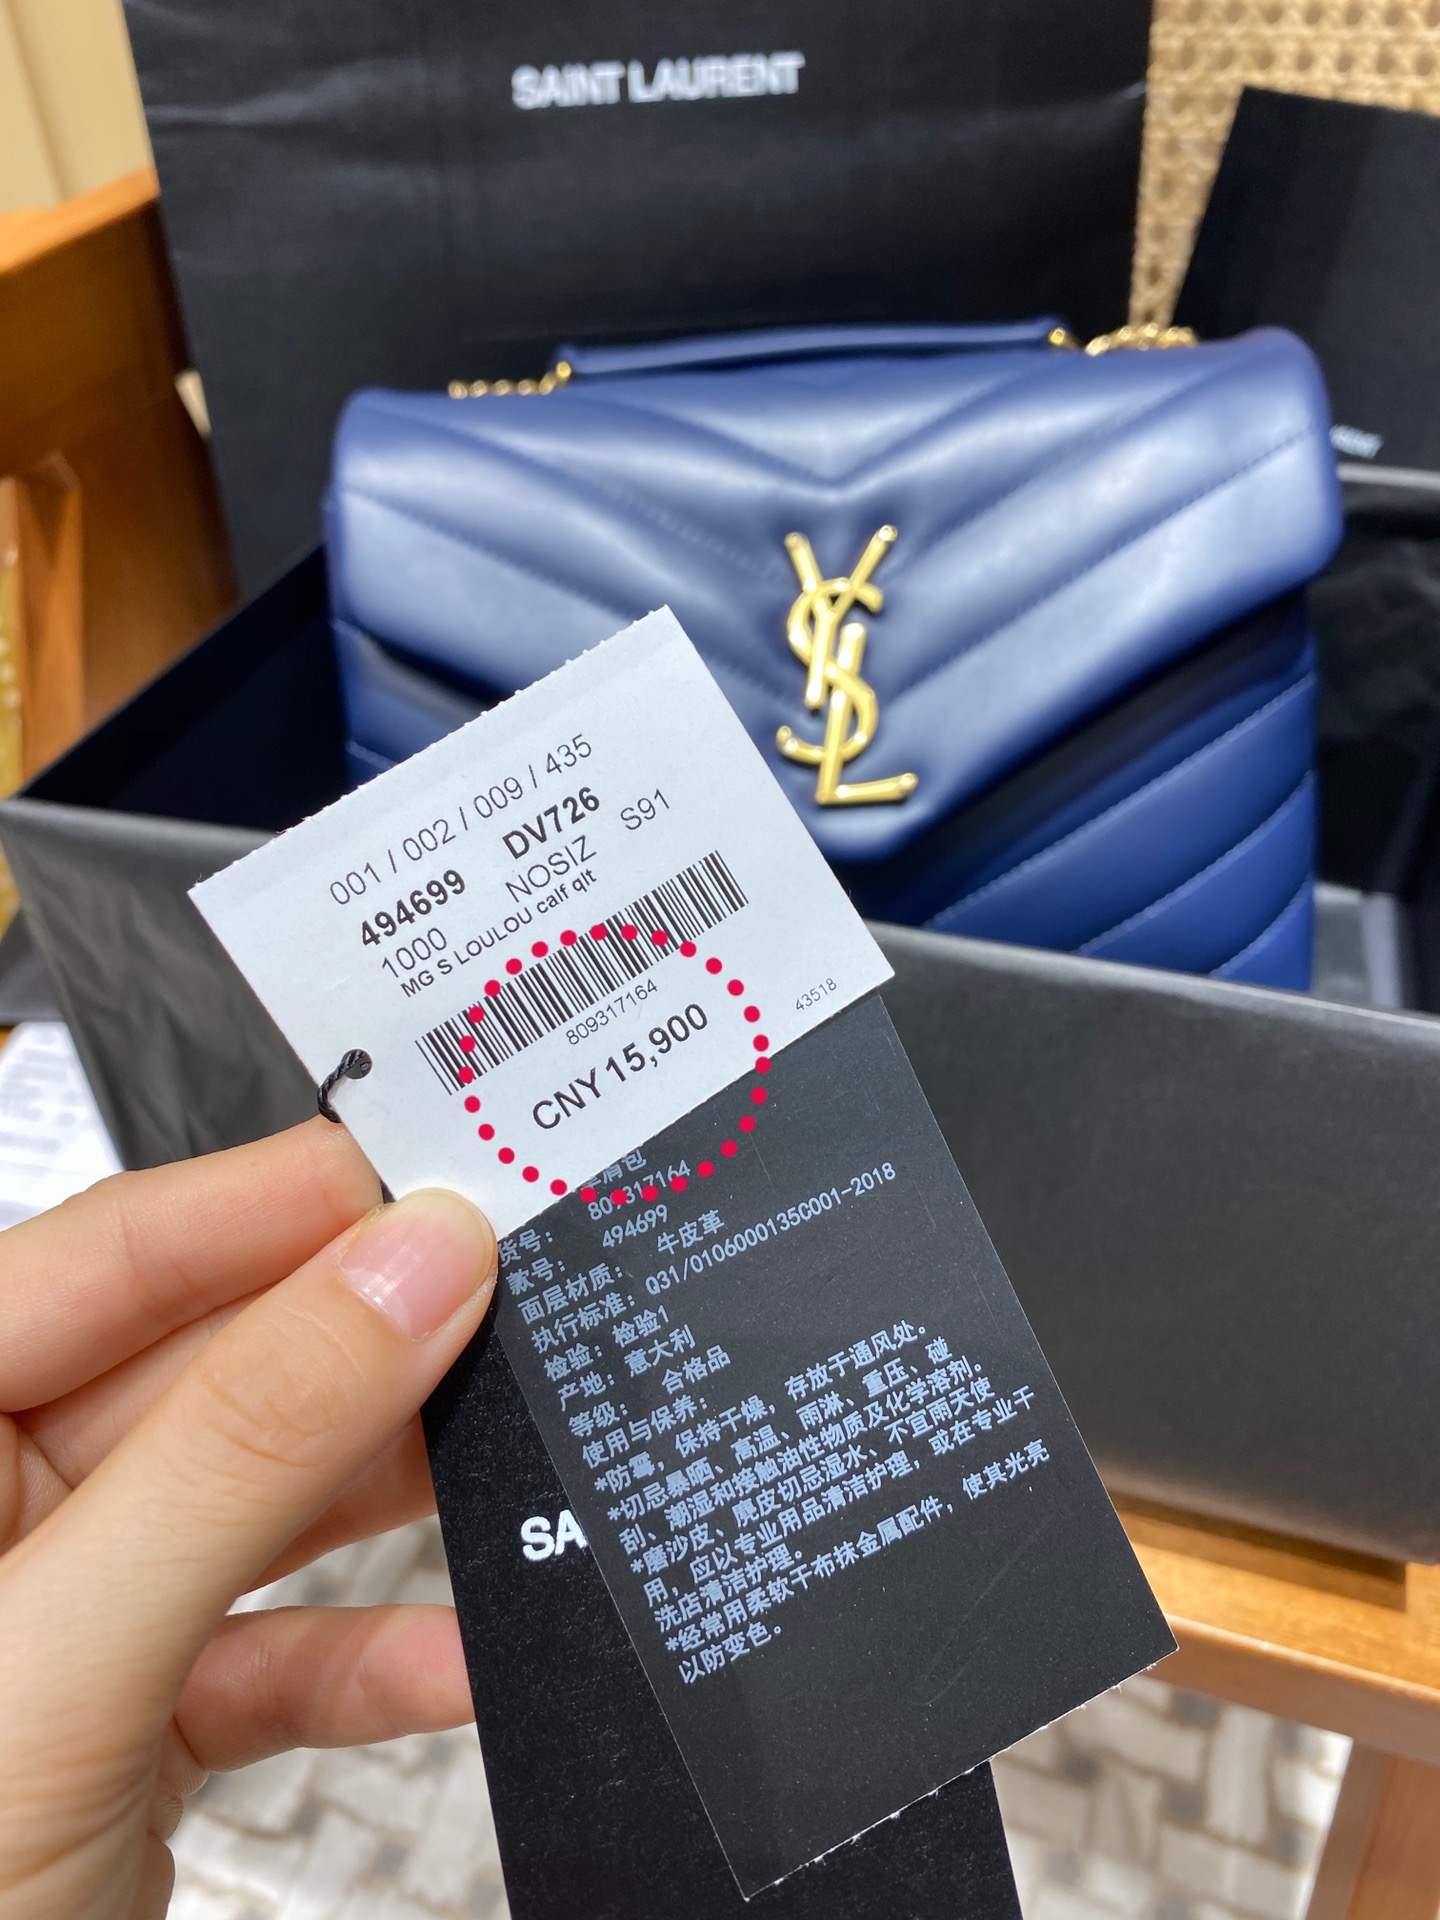 SAINT LAURENT
YSL
001 / 002 / 009 / 435
494699 DV726
1000 NOSIZ S91
MG S LOULOU calf qlt
809317164
43518
CNY 15,900
肩包
货号： 809317164
款号： 494699
面层材质： 牛皮革
执行标准： Q31/0106000135C001-2018
检验： 检验1
产地： 意大利
等级： 合格品
使用与保养：
*防霉，保持干燥，存放于通风处。
*切忌暴晒、高温、雨淋、重压、碰
刮、潮湿和接触油性物质及化学溶剂。
*磨沙皮、麂皮切忌湿水、不宜雨天使
用，应以专业用品清洁护理，或在专业干
洗店清洁护理。
*经常用柔软干布抹金属配件，使其光亮
以防变色。
SA